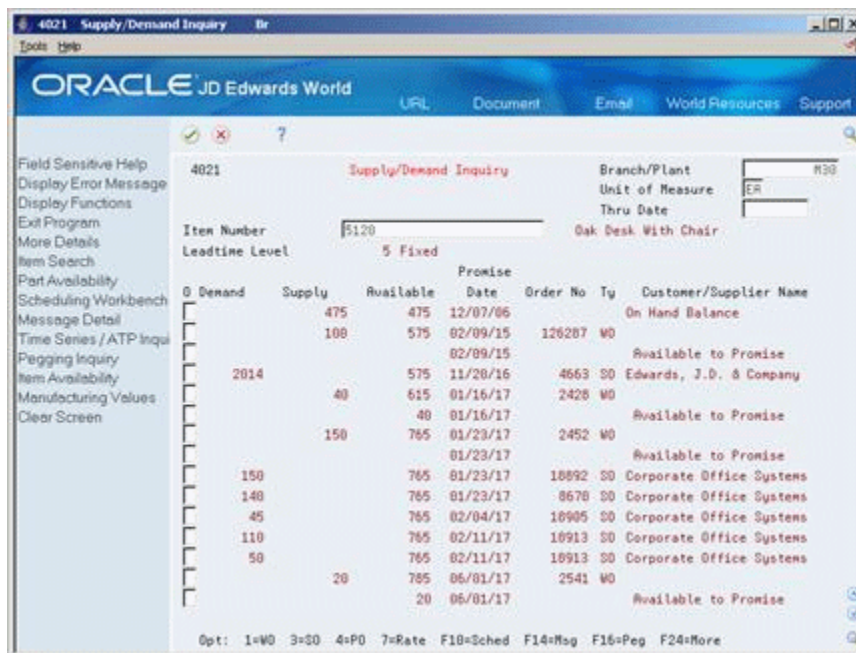 4021 Supply/Demand Inquiry Br
Tools Help
ORACLE JD Edwards World
URL Document Email World Resources Support
?
Field Sensitive Help
Display Error Message
Display Functions
Exit Program
More Details
Item Search
Part Availability
Scheduling Workbench
Message Detail
Time Series / ATP Inqui
Pegging Inquiry
Item Availability
Manufacturing Values
Clear Screen
4021 Supply/Demand Inquiry Branch/Plant M30
Unit of Measure EA
Thru Date
Item Number 5120 Oak Desk With Chair
Leadtime Level 5 Fixed
Promise
O Demand Supply Available Date Order No Ty Customer/Supplier Name
475 475 12/07/06 On Hand Balance
100 575 02/09/15 126287 WO
02/09/15 Available to Promise
2014 575 11/20/16 4663 SO Edwards, J.D. & Company
40 615 01/16/17 2428 WO
40 01/16/17 Available to Promise
150 765 01/23/17 2452 WO
01/23/17 Available to Promise
150 765 01/23/17 18892 SO Corporate Office Systems
140 765 01/23/17 8670 SO Corporate Office Systems
45 765 02/04/17 18905 SO Corporate Office Systems
110 765 02/11/17 18913 SO Corporate Office Systems
50 765 02/11/17 18913 SO Corporate Office Systems
20 785 06/01/17 2541 WO
20 06/01/17 Available to Promise
Opt: 1=WO 3=SO 4=PO 7=Rate F18=Sched F14=Msg F16=Peg F24=More